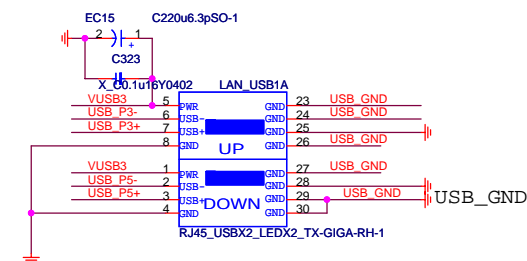 EC15 C220u6.3pSO-1
2 1
+
C323
X_C0.1u16Y0402 LAN_USB1A
VUSB3 5 PWR GND 23 USB_GND
USB_P3- 6 USB- GND 24 USB_GND
USB_P3+ 7 USB+ GND 25
8 GND GND 26 USB_GND
UP
VUSB3 1 PWR GND 27 USB_GND
USB_P5- 2 USB- GND 28
USB_P5+ 3 USB+ GND 29 USB_GND USB_GND
4 GND DOWN GND 30
RJ45_USBX2_LEDX2_TX-GIGA-RH-1